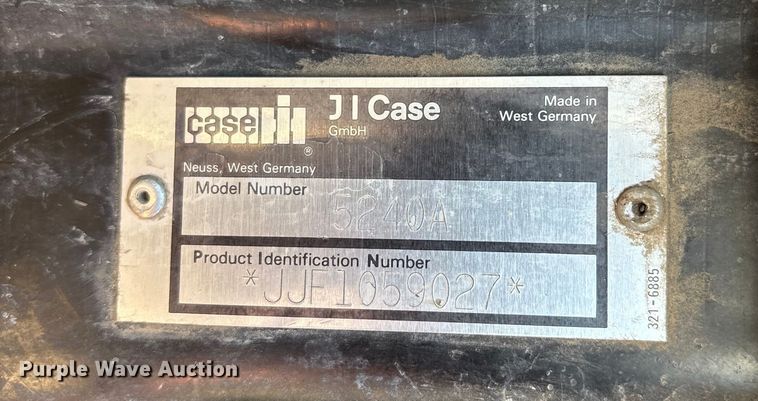 case IH
®
J I Case
GmbH
Made in
West Germany
Neuss, West Germany
Model Number
5240A
Product Identification Number
*JJF1059027*
321-6885
Purple Wave Auction